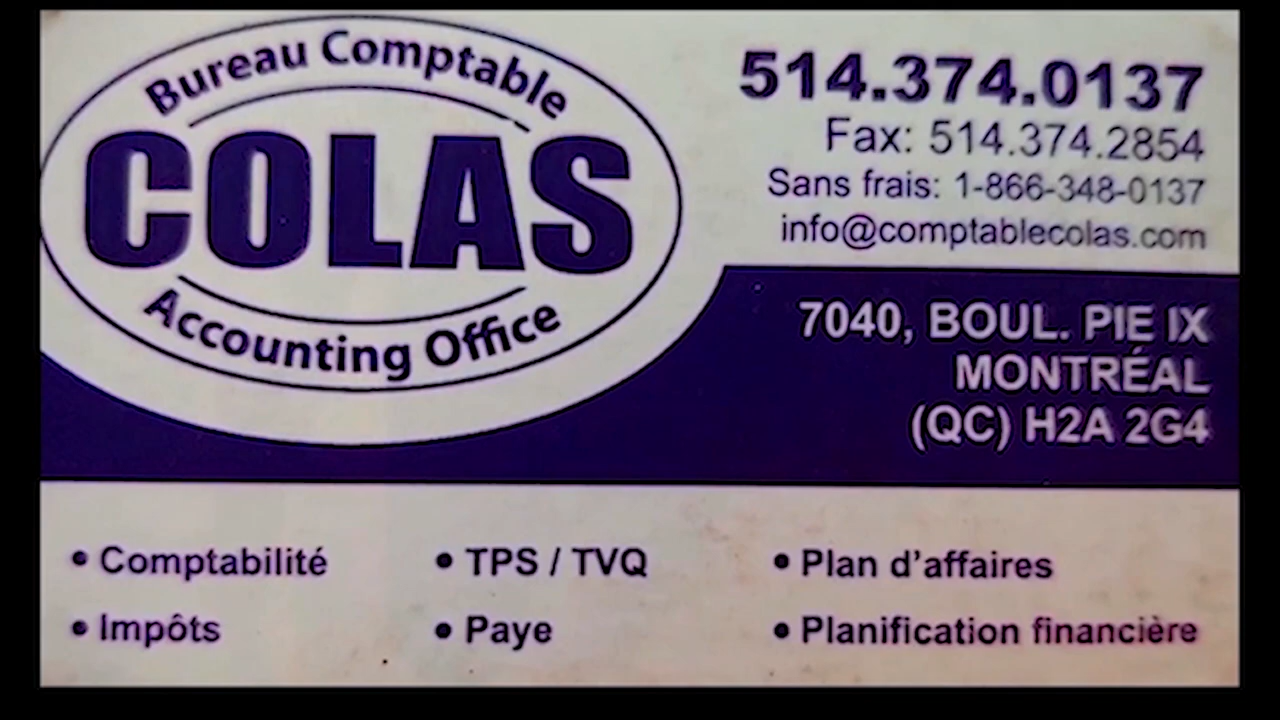 Bureau Comptable
COLAS
Accounting Office
514.374.0137
Fax: 514.374.2854
Sans frais: 1-866-348-0137
info@comptablecolas.com
7040, BOUL. PIE IX
MONTRÉAL
(QC) H2A 2G4
• Comptabilité
• TPS / TVQ
• Plan d'affaires
• Impôts
• Paye
• Planification financière